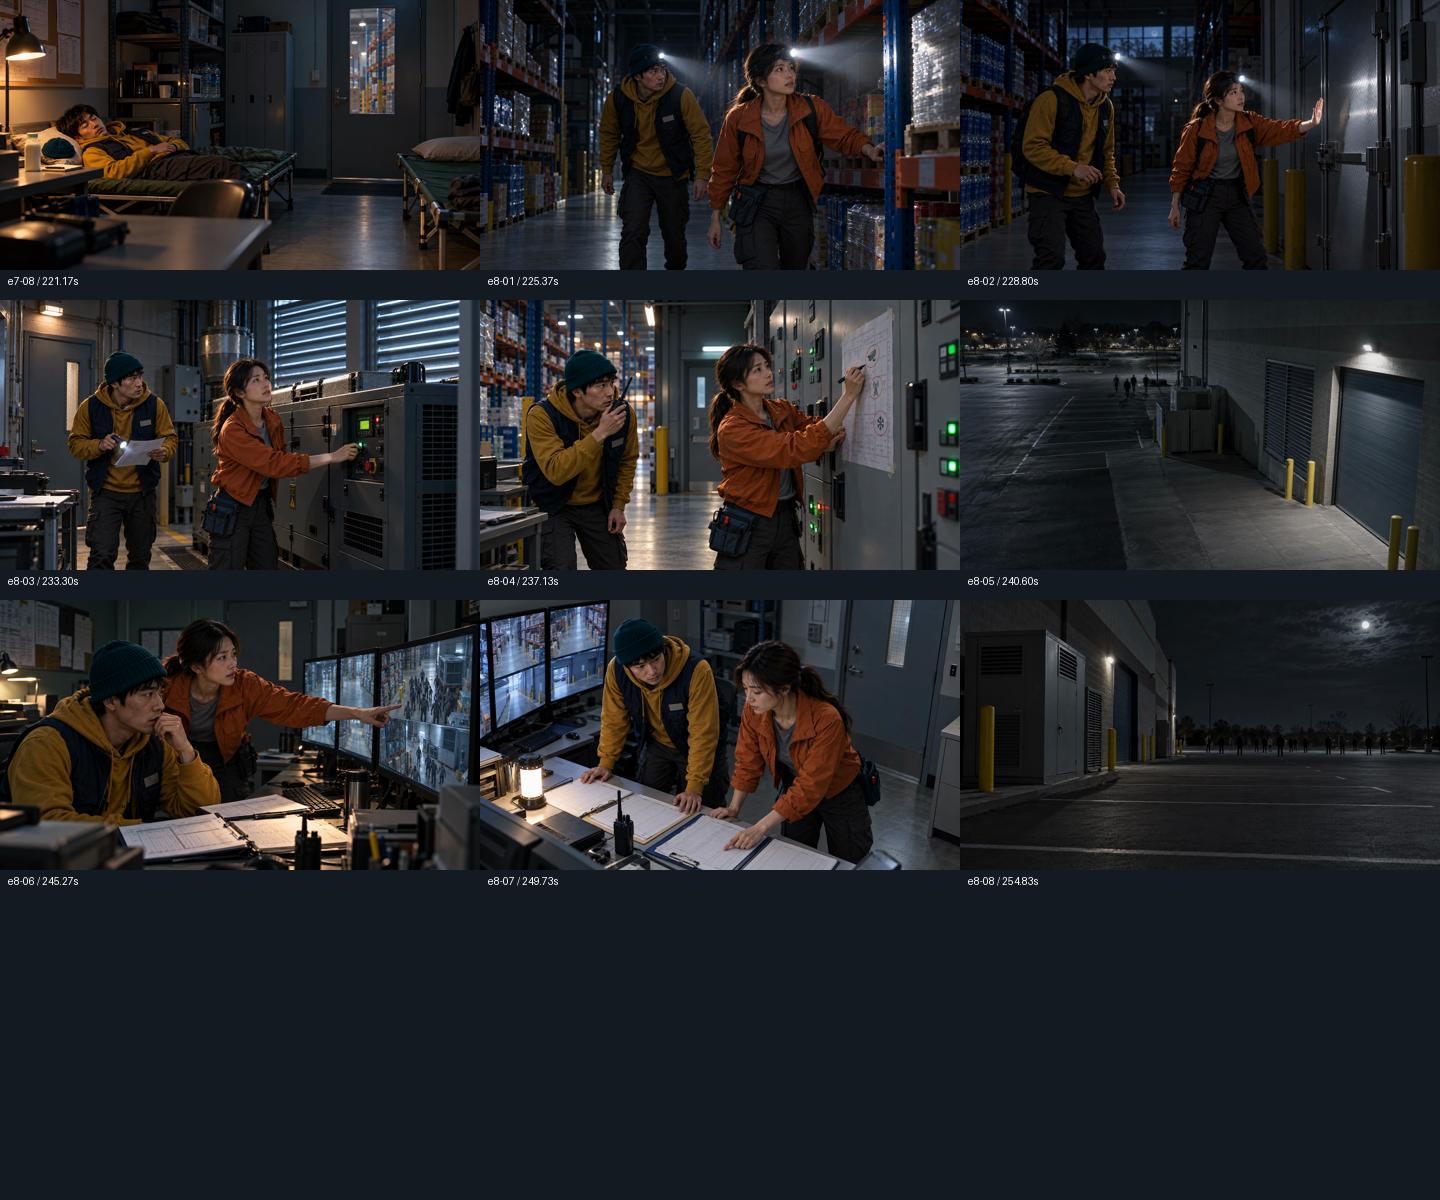 e7-08 / 221.17s
e8-01 / 225.37s
e8-02 / 228.80s
e8-03 / 233.30s
e8-04 / 237.13s
e8-05 / 240.60s
e8-06 / 245.27s
e8-07 / 249.73s
e8-08 / 254.83s